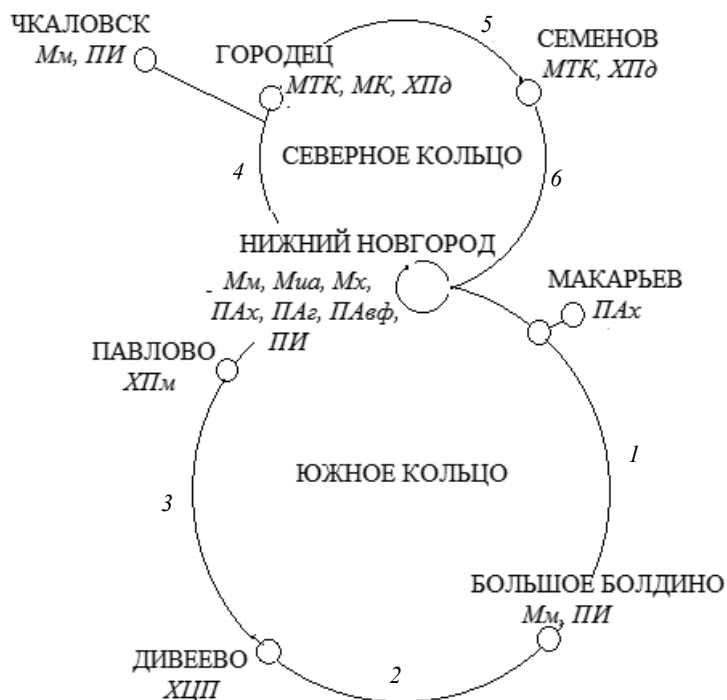 ЧКАЛОВСК
Мм, ПИ
5
ГОРОДЕЦ
МТК, МК, ХПд
СЕМЕНОВ
МТК, ХПд
СЕВЕРНОЕ КОЛЬЦО
4
6
НИЖНИЙ НОВГОРОД
Мм, Миа, Мх,
ПАх, ПАг, ПАвф,
ПИ
МАКАРЬЕВ
ПАх
ПАВЛОВО
ХПм
1
ЮЖНОЕ КОЛЬЦО
3
БОЛЬШОЕ БОЛДИНО
Мм, ПИ
ДИВЕЕВО
ХЦП
2